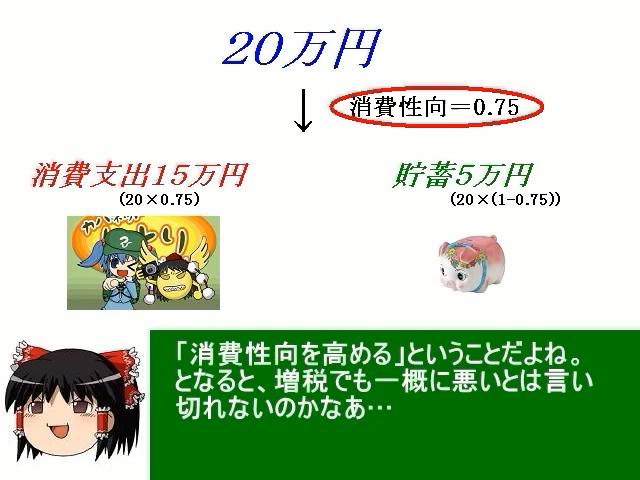 20万円
↓
消費性向＝0.75
消費支出15万円
(20×0.75)
貯蓄5万円
(20×(1-0.75))
「消費性向を高める」ということだよね。
となると、増税でも一概に悪いとは言い
切れないのかなあ…